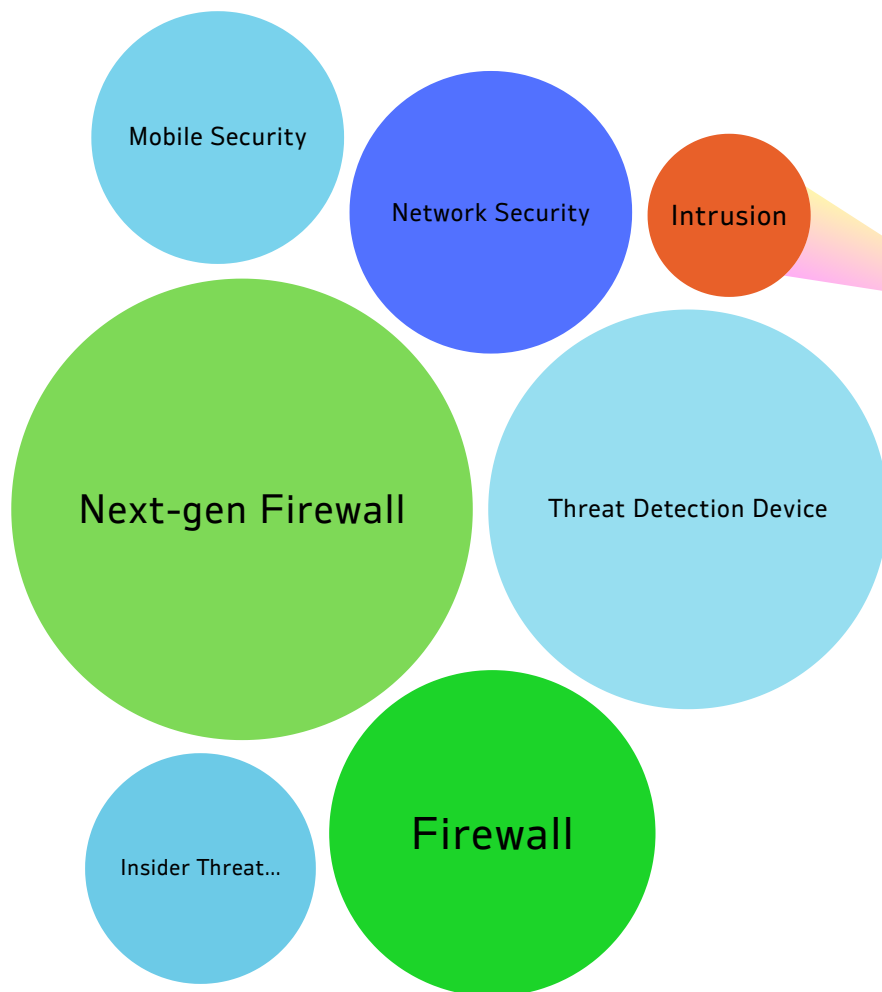 Mobile Security
Network Security
Intrusion
Next-gen Firewall
Threat Detection Device
Firewall
Insider Threat...